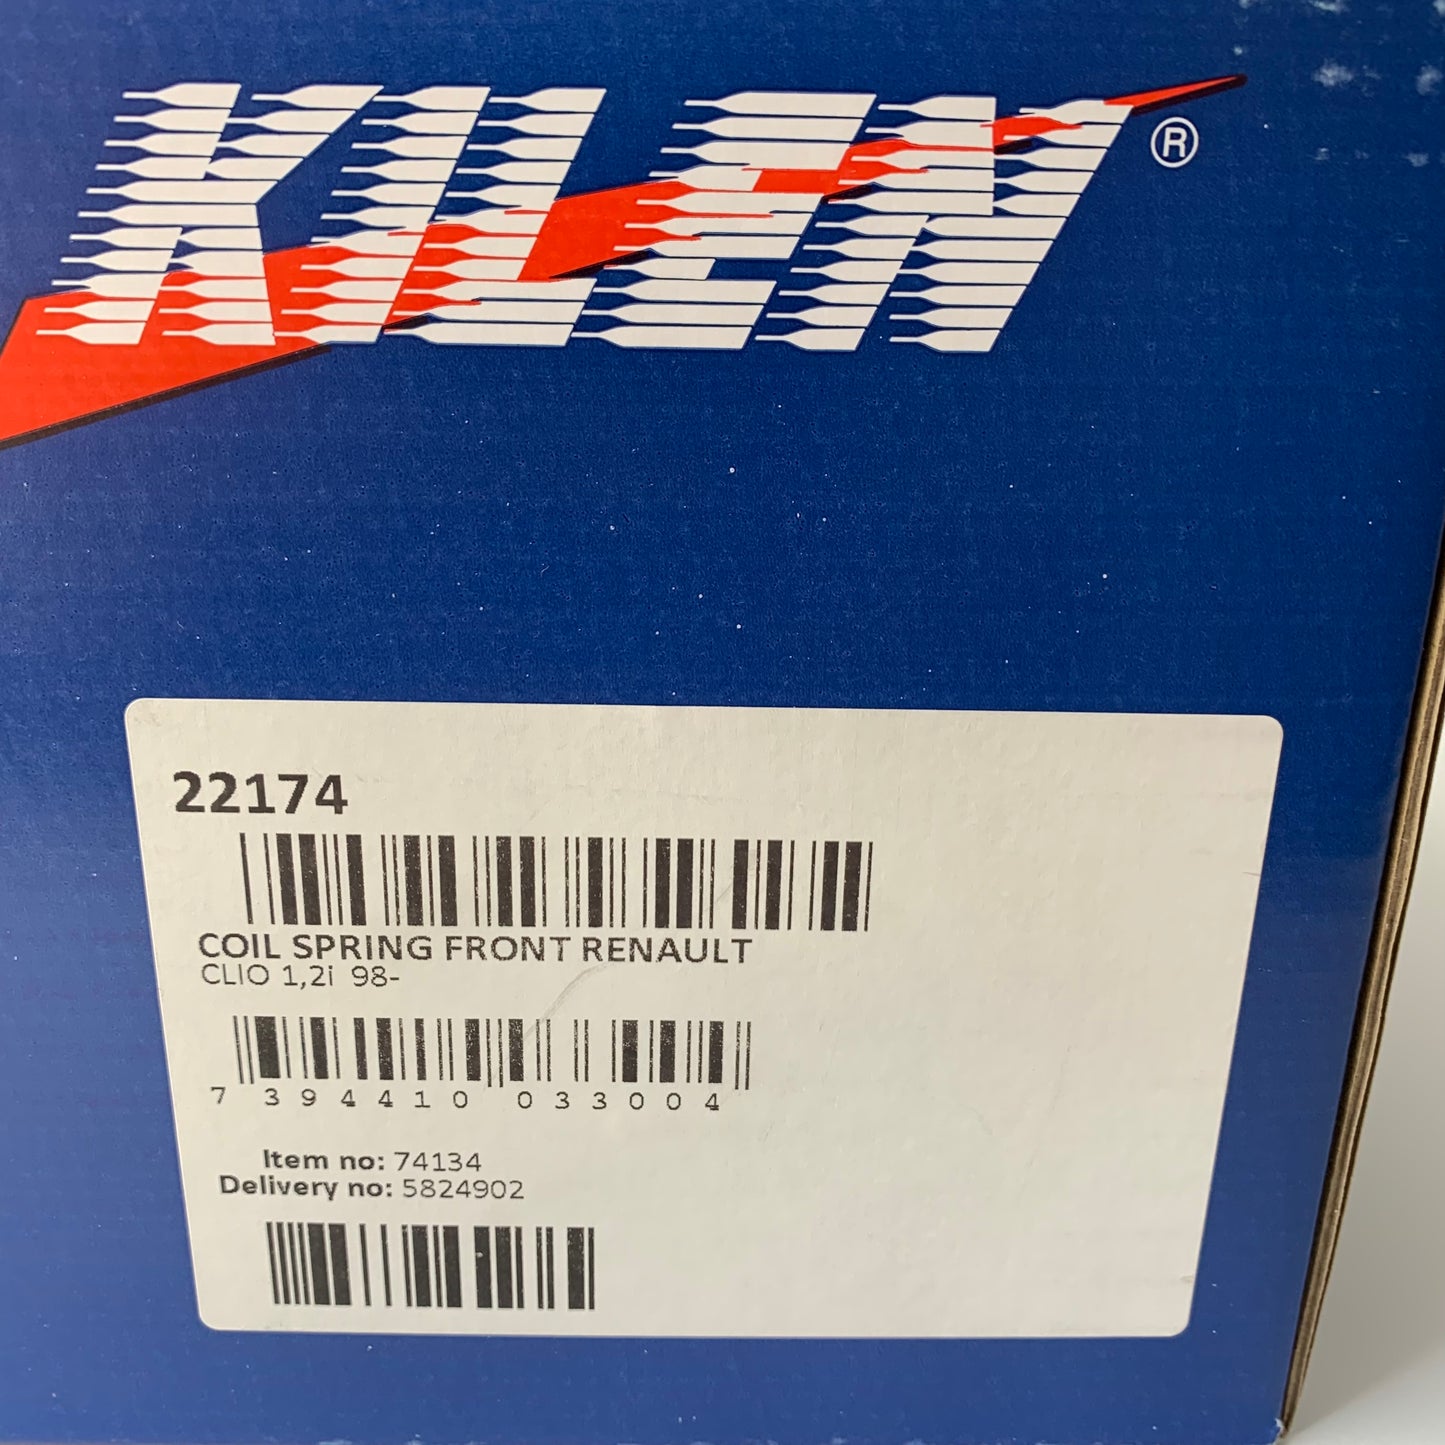 KILEN®
22174
COIL SPRING FRONT RENAULT
CLIO 1,2i 98-
7 394410 033004
Item no: 74134
Delivery no: 5824902